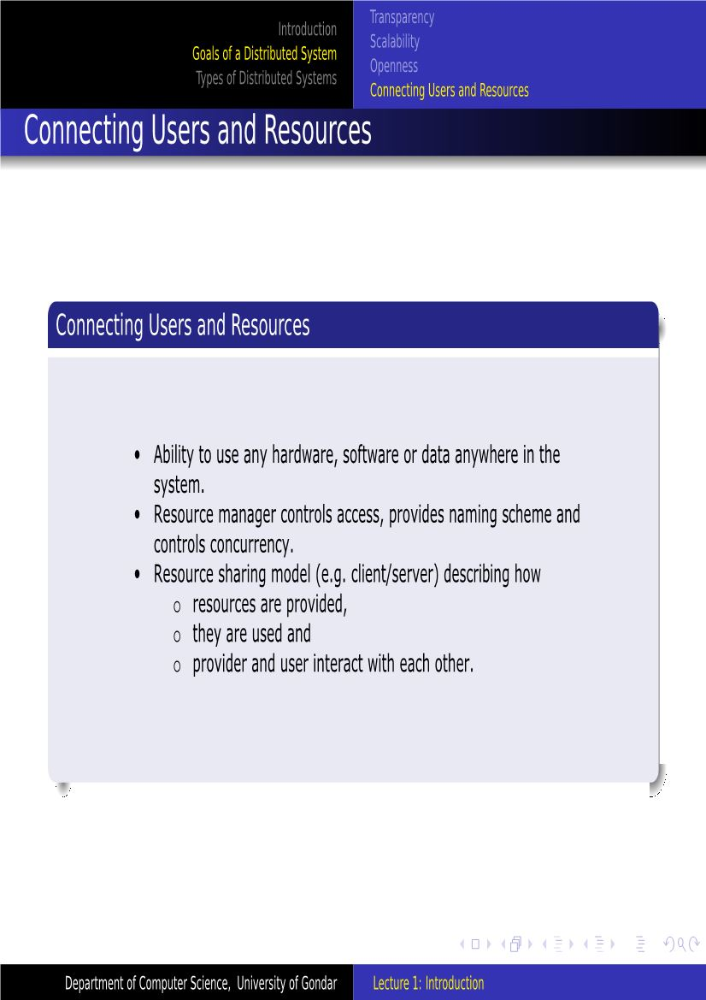 Introduction
Goals of a Distributed System
Types of Distributed Systems
Transparency
Scalability
Openness
Connecting Users and Resources
Connecting Users and Resources
Connecting Users and Resources
• Ability to use any hardware, software or data anywhere in the
system.
• Resource manager controls access, provides naming scheme and
controls concurrency.
• Resource sharing model (e.g. client/server) describing how
o resources are provided,
o they are used and
o provider and user interact with each other.
Department of Computer Science, University of Gondar
Lecture 1: Introduction